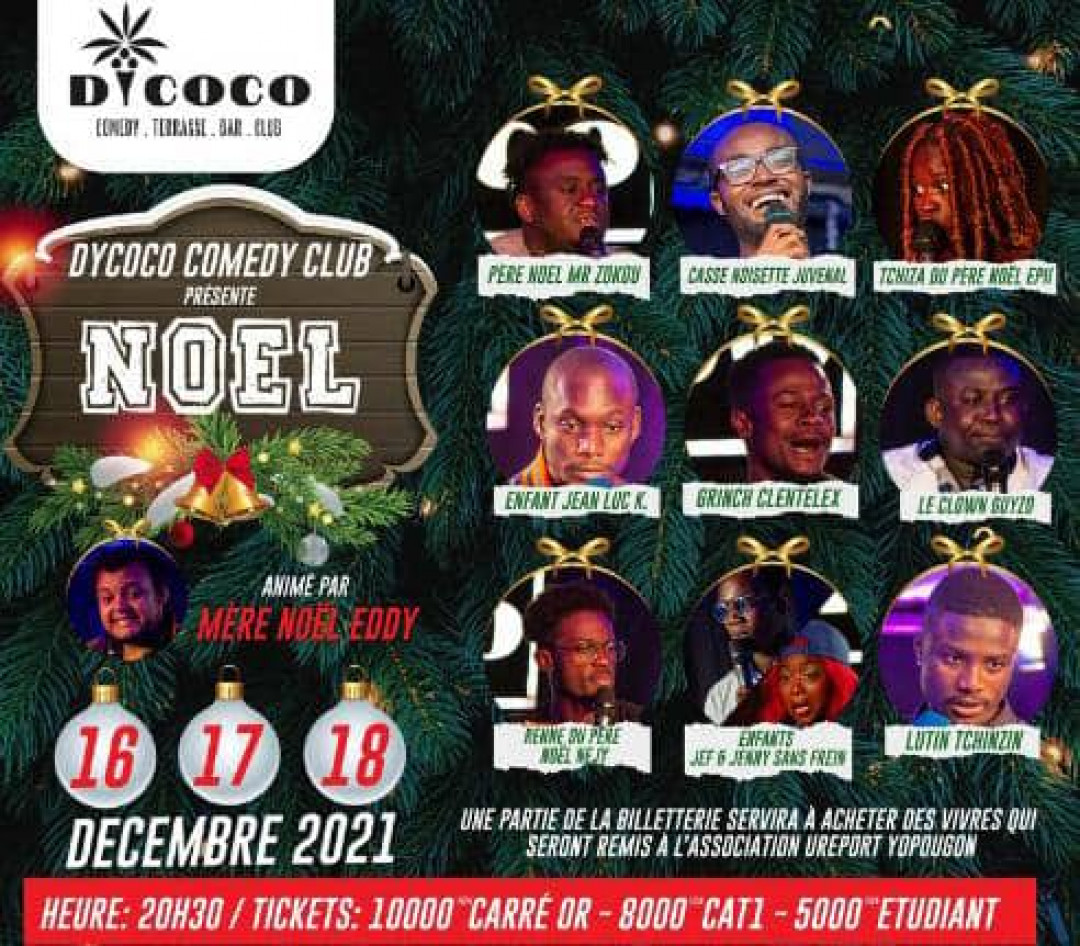 DYCOCO
COMEDY . TERRASSE . BAR . CLUB
DYCOCO COMEDY CLUB
PRÉSENTE
NOEL
ANIMÉ PAR
MÈRE NOËL EDDY
16 17 18
DECEMBRE 2021
PERE NOEL MR ZOKOU
CASSE NOISETTE JUVENAL
TCHIZA DU PERE NOËL EPH
ENFANT JEAN LUC K.
GRINCH CLENTELEX
LE CLOWN GUYZO
RENNE DU PÈRE
NOËL NEJY
ENFANTS
JEF & JENNY SANS FREIN
LUTIN TCHINZIN
UNE PARTIE DE LA BILLETTERIE SERVIRA À ACHETER DES VIVRES QUI
SERONT REMIS À L'ASSOCIATION UREPORT YOPOUGON
HEURE: 20H30 / TICKETS: 10000 CARRÉ OR - 8000 CAT1 - 5000 ETUDIANT